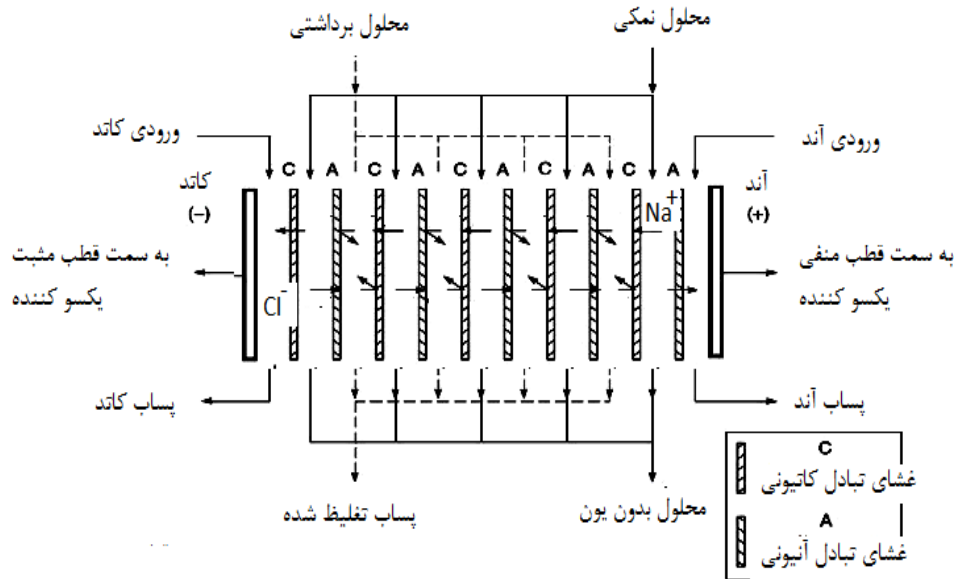 محلول نمکی
محلول برداشتی
ورودی آند
ورودی کاتد
C A C A C A C A C A
آند
(+)
کاتد
(−)
Na+
Cl-
به سمت قطب منفی
یکسو کننده
به سمت قطب مثبت
یکسو کننده
پساب آند
پساب کاتد
محلول بدون یون
پساب تغلیظ شده
C
غشای تبادل کاتیونی
A
غشای تبادل آنیونی